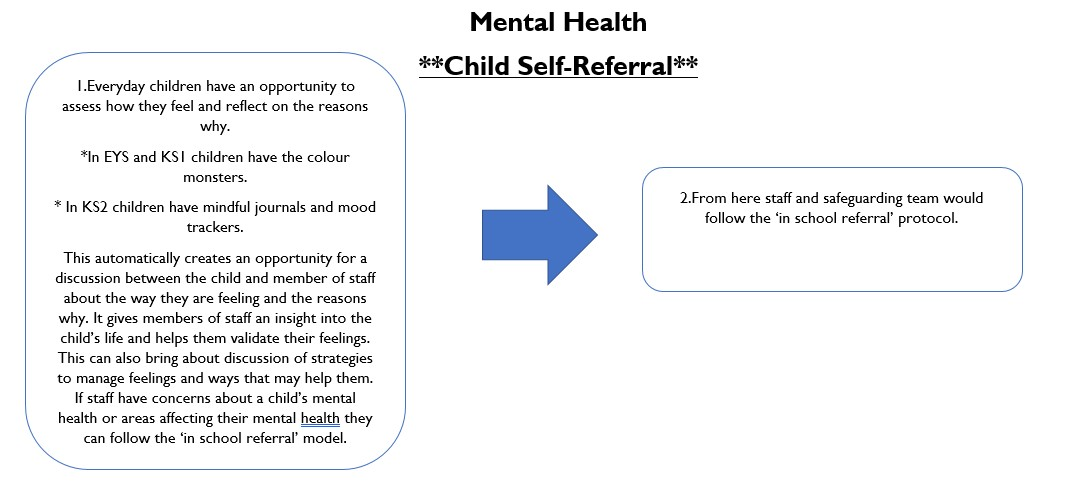 Mental Health
**Child Self-Referral**
1.Everyday children have an opportunity to
assess how they feel and reflect on the reasons
why.
*In EYS and KS1 children have the colour
monsters.
* In KS2 children have mindful journals and mood
trackers.
This automatically creates an opportunity for a
discussion between the child and member of staff
about the way they are feeling and the reasons
why. It gives members of staff an insight into the
child’s life and helps them validate their feelings.
This can also bring about discussion of strategies
to manage feelings and ways that may help them.
If staff have concerns about a child’s mental
health or areas affecting their mental health they
can follow the ‘in school referral’ model.
2.From here staff and safeguarding team would
follow the ‘in school referral’ protocol.